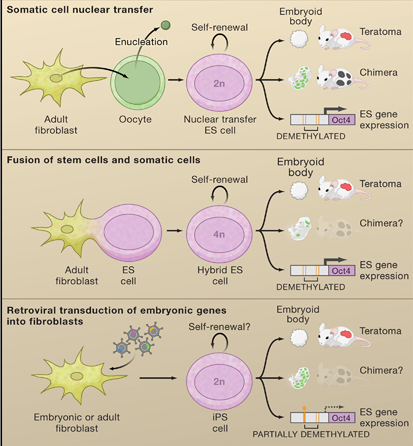 Somatic cell nuclear transfer
Enucleation
Self-renewal
Embryoid
body
Teratoma
2n
Chimera
Adult
fibroblast
Oocyte
Nuclear transfer
ES cell
Oct4
ES gene
expression
DEMETHYLATED
Fusion of stem cells and somatic cells
Self-renewal
Embryoid
body
Teratoma
4n
Chimera?
Adult
fibroblast
ES
cell
Hybrid ES
cell
Oct4
ES gene
expression
DEMETHYLATED
Retroviral transduction of embryonic genes
into fibroblasts
Self-renewal?
Embryoid
body
Teratoma
2n
Chimera?
Embryonic or adult
fibroblast
iPS
cell
Oct4
ES gene
expression
PARTIALLY DEMETHYLATED